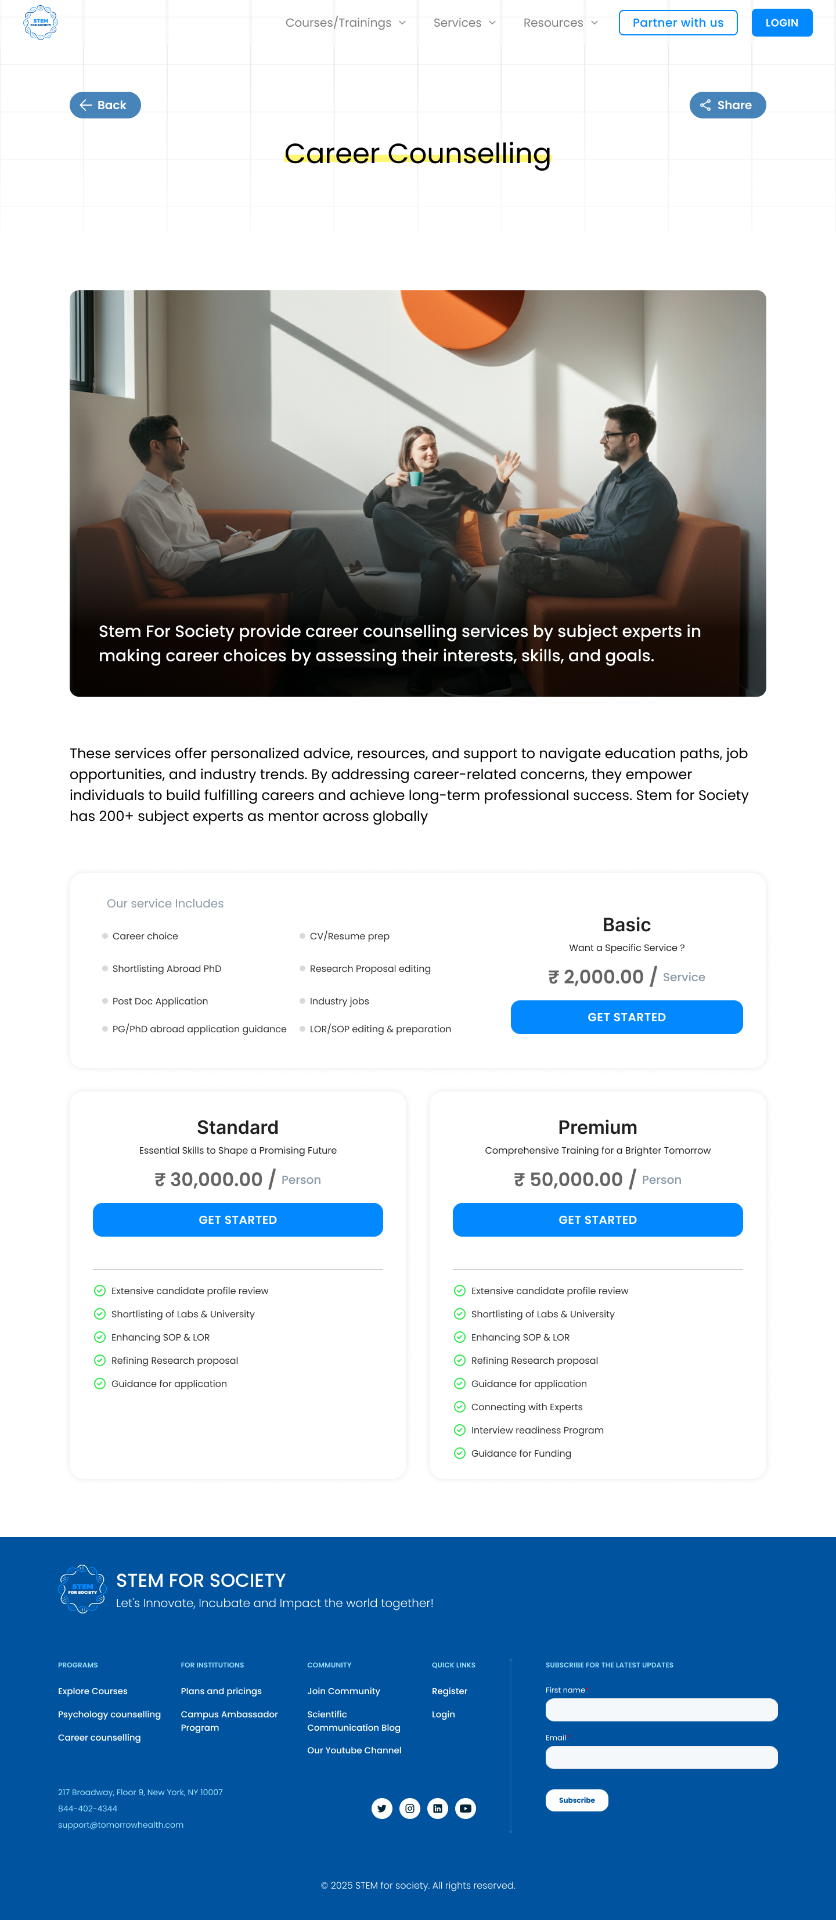 STEM
FOR SOCIETY
Courses/Trainings
Services
Resources
Partner with us
LOGIN
Back
Share
Career Counselling
Stem For Society provide career counselling services by subject experts in
making career choices by assessing their interests, skills, and goals.
These services offer personalized advice, resources, and support to navigate education paths, job
opportunities, and industry trends. By addressing career-related concerns, they empower
individuals to build fulfilling careers and achieve long-term professional success. Stem for Society
has 200+ subject experts as mentor across globally
Our service Includes
Career choice
CV/Resume prep
Shortlisting Abroad PhD
Research Proposal editing
Post Doc Application
Industry jobs
PG/PhD abroad application guidance
LOR/SOP editing & preparation
Basic
Want a Specific Service ?
₹ 2,000.00 / Service
GET STARTED
Standard
Essential Skills to Shape a Promising Future
₹ 30,000.00 / Person
GET STARTED
Extensive candidate profile review
Shortlisting of Labs & University
Enhancing SOP & LOR
Refining Research proposal
Guidance for application
Premium
Comprehensive Training for a Brighter Tomorrow
₹ 50,000.00 / Person
GET STARTED
Extensive candidate profile review
Shortlisting of Labs & University
Enhancing SOP & LOR
Refining Research proposal
Guidance for application
Connecting with Experts
Interview readiness Program
Guidance for Funding
STEM
FOR SOCIETY
STEM FOR SOCIETY
Let's Innovate, Incubate and Impact the world together!
PROGRAMS
Explore Courses
Psychology counselling
Career counselling
FOR INSTITUTIONS
Plans and pricings
Campus Ambassador
Program
COMMUNITY
Join Community
Scientific
Communication Blog
Our Youtube Channel
QUICK LINKS
Register
Login
SUBSCRIBE FOR THE LATEST UPDATES
First name
Email
Subscribe
217 Broadway, Floor 9, New York, NY 10007
844-402-4344
support@tomorrowhealth.com
© 2025 STEM for society. All rights reserved.